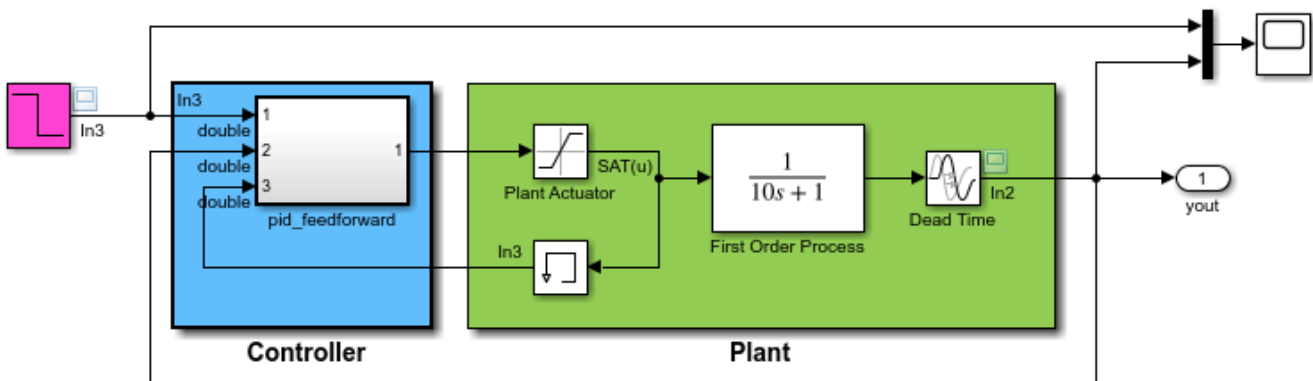 In3
In3
double
double
double
1
2
3
1
pid_feedforward
Controller
Plant Actuator
SAT(u)
In3
1
10s + 1
First Order Process
Dead Time
In2
Plant
1
yout